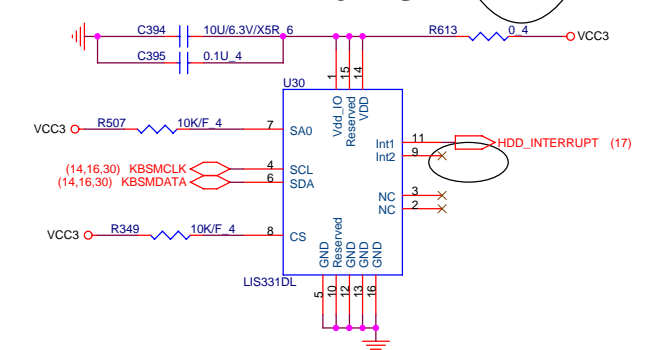 C394 10U/6.3V/X5R_6
R613 0_4
VCC3
C395 0.1U_4
U30
1 15 14
Vdd_IO Reserved VDD
VCC3 R507 10K/F_4 7 SA0
Int1 11 HDD_INTERRUPT (17)
Int2 9
(14,16,30) KBSMCLK 4 SCL
(14,16,30) KBSMDATA 6 SDA
NC 3
NC 2
VCC3 R349 10K/F_4 8 CS
GND Reserved GND GND GND
LIS331DL
5 10 12 13 16